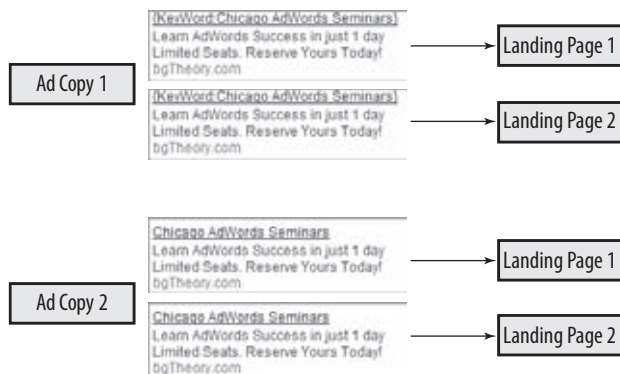 {KeyWord:Chicago AdWords Seminars}
Learn AdWords Success in just 1 day
Limited Seats. Reserve Yours Today!
bgTheory.com
Landing Page 1
Ad Copy 1
{KeyWord:Chicago AdWords Seminars}
Learn AdWords Success in just 1 day
Limited Seats. Reserve Yours Today!
bgTheory.com
Landing Page 2
Chicago AdWords Seminars
Learn AdWords Success in just 1 day
Limited Seats. Reserve Yours Today!
bgTheory.com
Landing Page 1
Ad Copy 2
Chicago AdWords Seminars
Learn AdWords Success in just 1 day
Limited Seats. Reserve Yours Today!
bgTheory.com
Landing Page 2